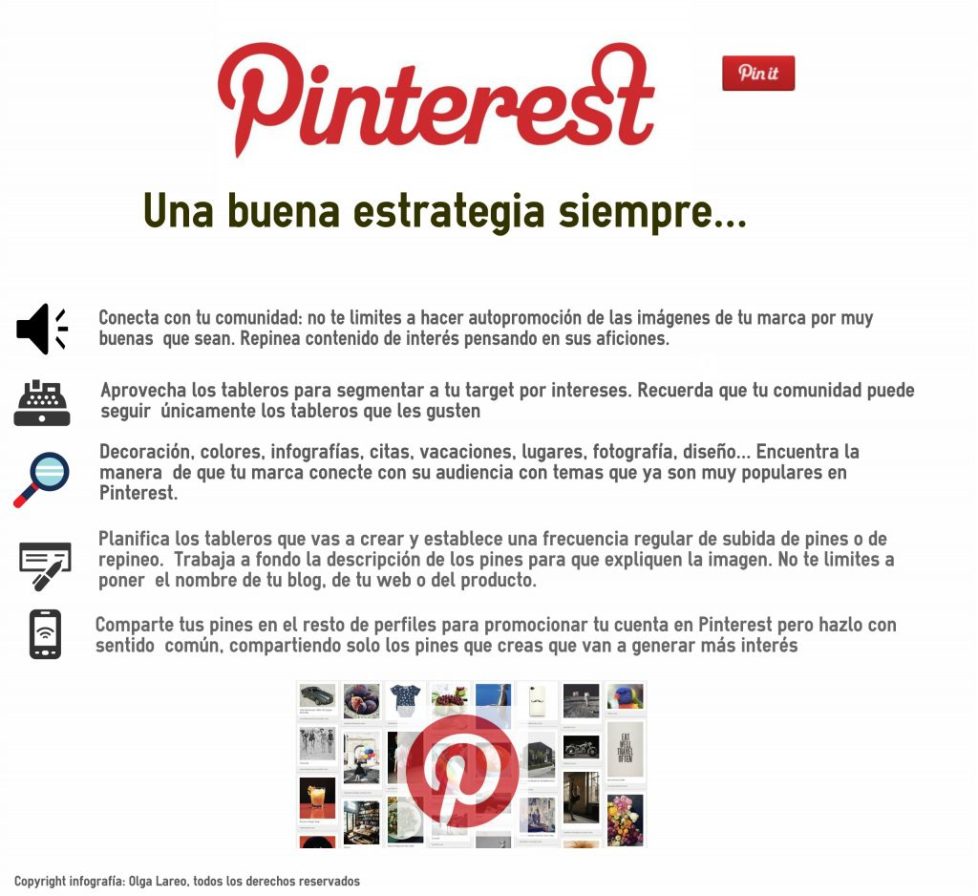 Pinterest
Pin it
Una buena estrategia siempre...
Conecta con tu comunidad: no te limites a hacer autopromoción de las imágenes de tu marca por muy
buenas que sean. Repinea contenido de interés pensando en sus aficiones.
Aprovecha los tableros para segmentar a tu target por intereses. Recuerda que tu comunidad puede
seguir únicamente los tableros que les gusten
Decoración, colores, infografías, citas, vacaciones, lugares, fotografía, diseño... Encuentra la
manera de que tu marca conecte con su audiencia con temas que ya son muy populares en
Pinterest.
Planifica los tableros que vas a crear y establece una frecuencia regular de subida de pines o de
repineo. Trabaja a fondo la descripción de los pines para que expliquen la imagen. No te limites a
poner el nombre de tu blog, de tu web o del producto.
Comparte tus pines en el resto de perfiles para promocionar tu cuenta en Pinterest pero hazlo con
sentido común, compartiendo solo los pines que creas que van a generar más interés
EAT
WELL
TRAVEL
OFTEN
Copyright infografía: Olga Lareo, todos los derechos reservados